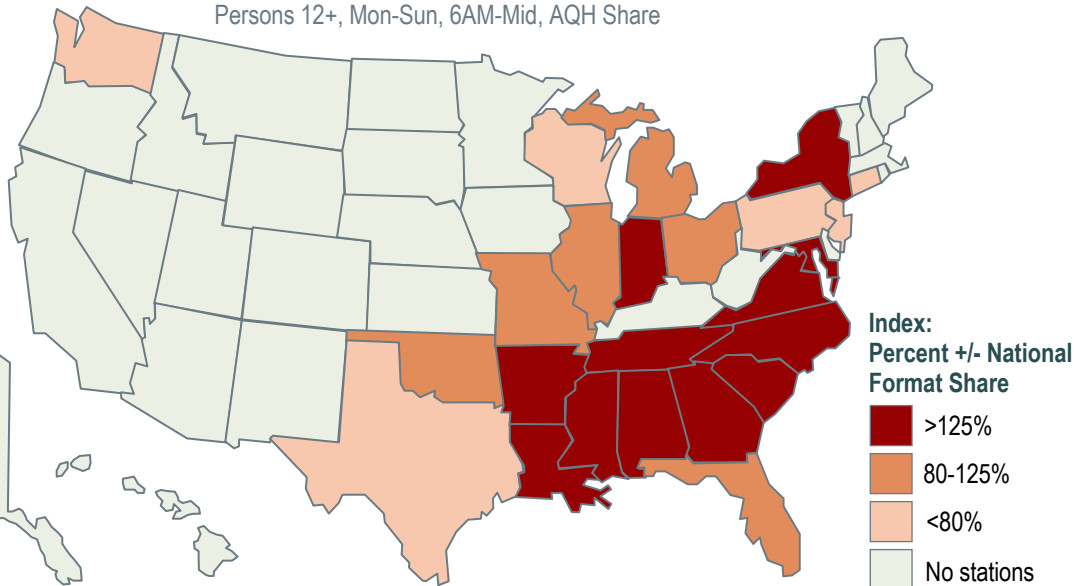 Persons 12+, Mon-Sun, 6AM-Mid, AQH Share
Index:
Percent +/- National
Format Share
>125%
80-125%
<80%
No stations